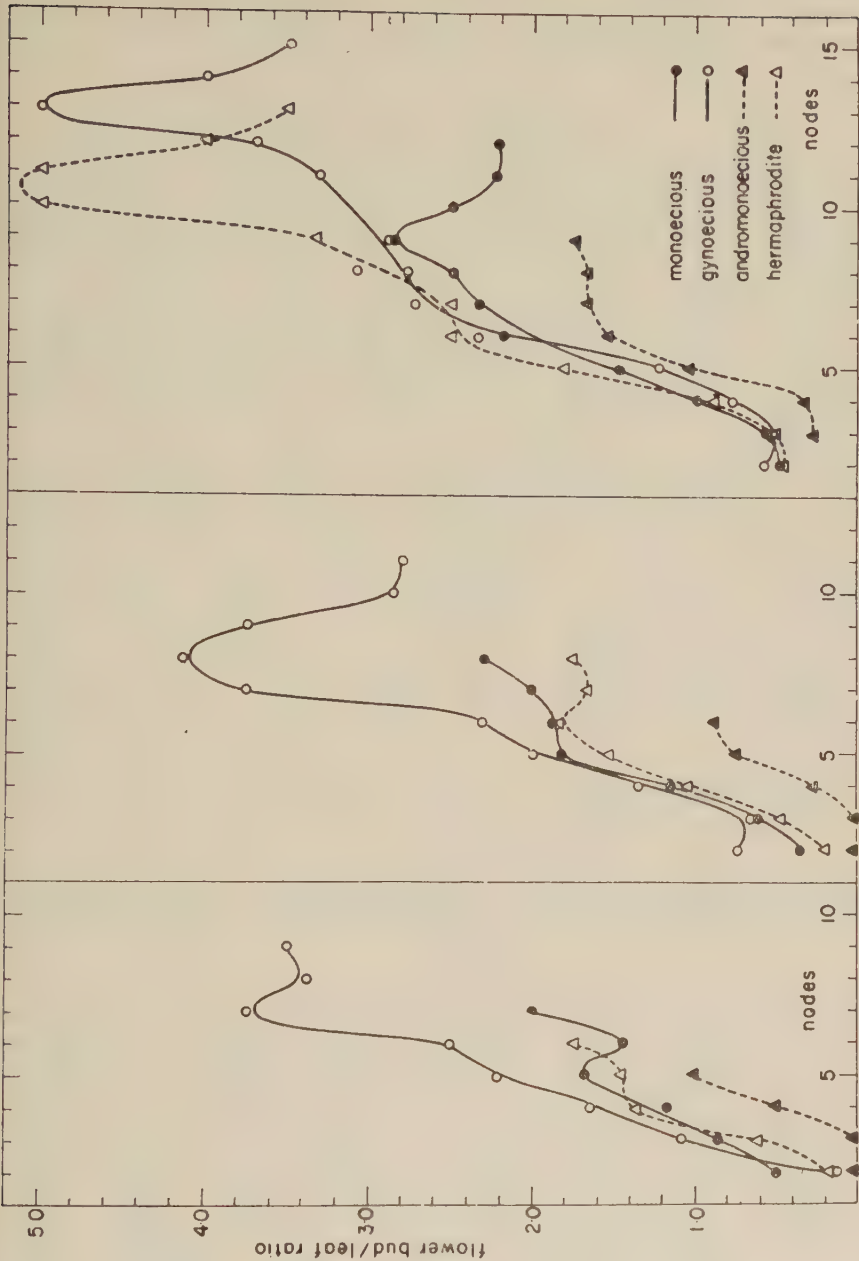 flower bud/leaf ratio
5·0
4·0
3·0
2·0
1·0
5
10
nodes
5
10
5
10
15
nodes
monoecious
gynoecious
andromonoecious
hermaphrodite